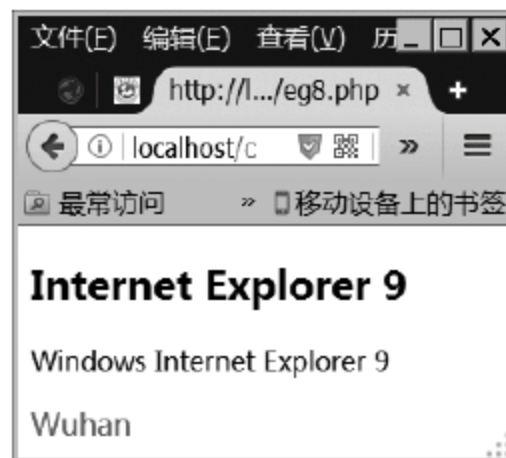 文件(F) 编辑(E) 查看(V) 历
http://l.../eg8.php × +
localhost/c »
最常访问 » 移动设备上的书签
Internet Explorer 9
Windows Internet Explorer 9
Wuhan